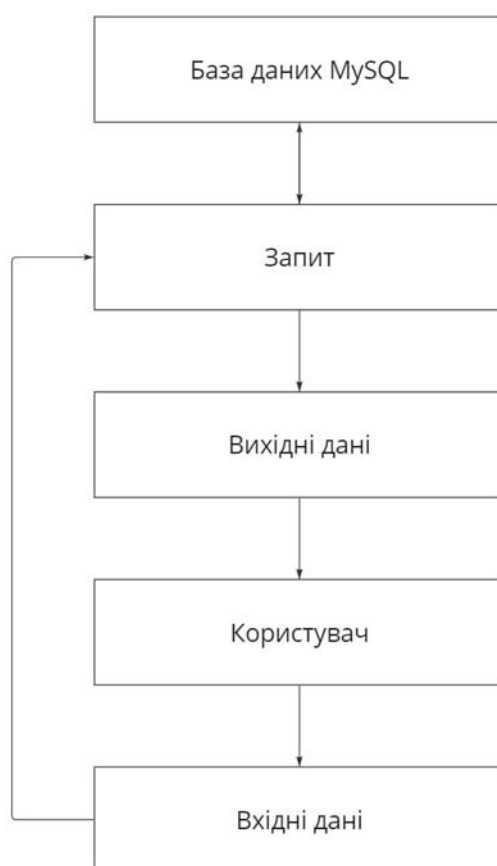 База даних MySQL
Запит
Вихідні дані
Користувач
Вхідні дані